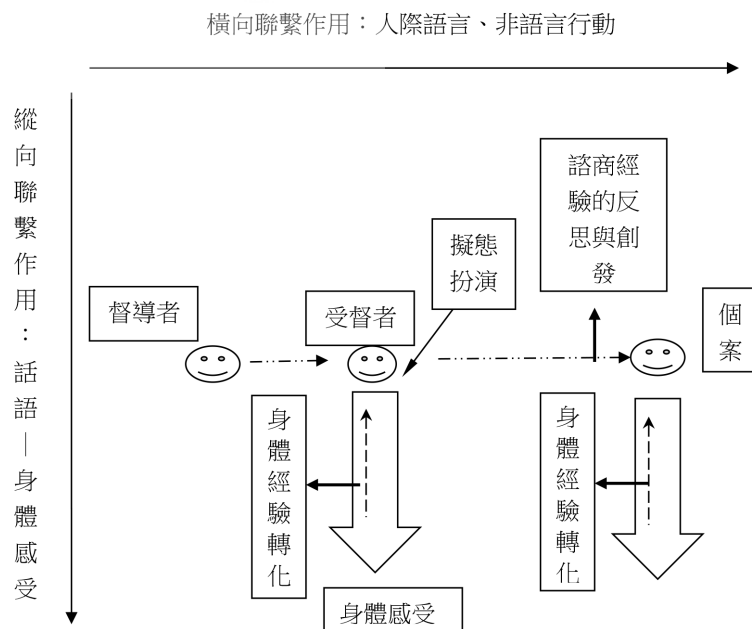 橫向聯繫作用：人際語言、非語言行動
縱向聯繫作用：話語—身體感受
諮商經
驗的反
思與創
發
擬態
扮演
督導者
受督者
個
案
身體經驗轉化
身體經驗轉化
身體感受